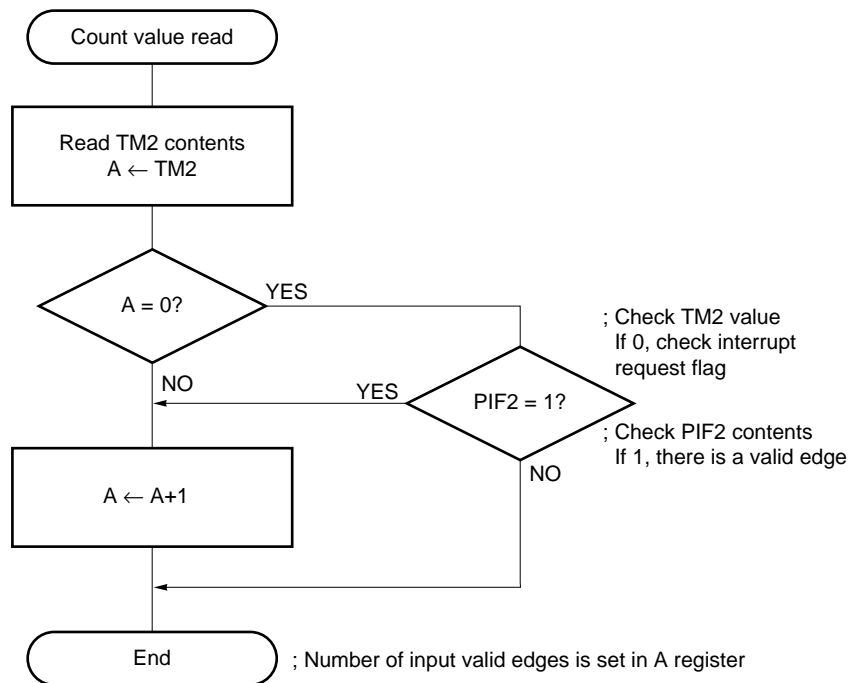 Count value read
Read TM2 contents
A ← TM2
A = 0?
YES
; Check TM2 value
If 0, check interrupt
request flag
NO
YES
PIF2 = 1?
; Check PIF2 contents
If 1, there is a valid edge
NO
A ← A+1
End
; Number of input valid edges is set in A register